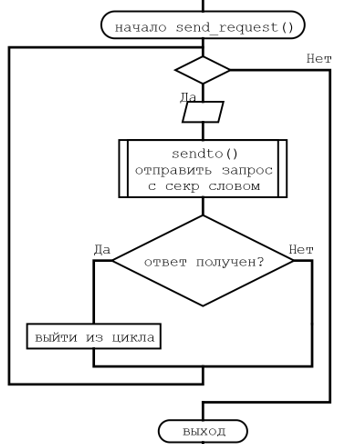 начало send_request()
Нет
Да
sendto()
отправить запрос
с секр словом
Да
Нет
ответ получен?
выйти из цикла
выход